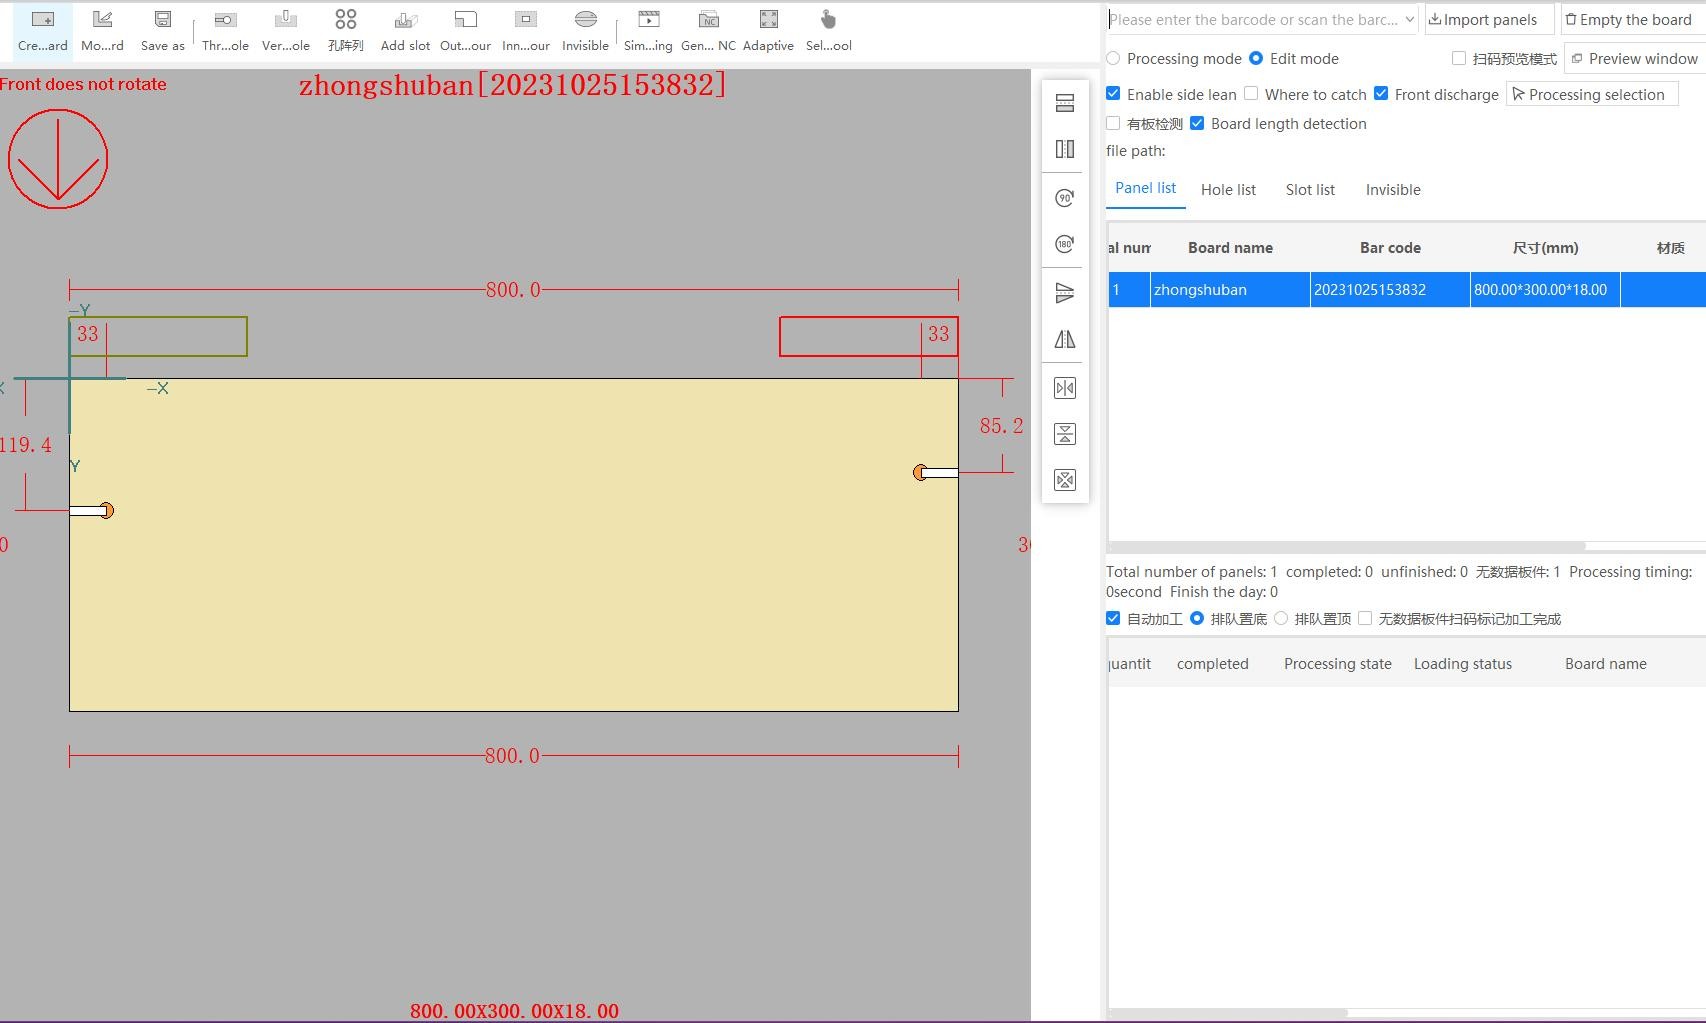 Cre...ard Mo...rd Save as Thr...ole Ver...ole 孔阵列 Add slot Out...our Inn...our Invisible Sim...ing Gen... NC Adaptive Sel...ool
Please enter the barcode or scan the barc... Import panels Empty the board
Processing mode Edit mode 扫码预览模式 Preview window
Enable side lean Where to catch Front discharge Processing selection
有板检测 Board length detection
file path:
Panel list Hole list Slot list Invisible
al num Board name Bar code 尺寸(mm) 材质
1 zhongshuban 20231025153832 800.00*300.00*18.00
Front does not rotate
zhongshuban[20231025153832]
90
180
800.0
—Y
33
33
X
—X
119.4
85.2
Y
0
30
800.0
800.00X300.00X18.00
Total number of panels: 1 completed: 0 unfinished: 0 无数据板件: 1 Processing timing:
0second Finish the day: 0
自动加工 排队置底 排队置顶 无数据板件扫码标记加工完成
quantit completed Processing state Loading status Board name